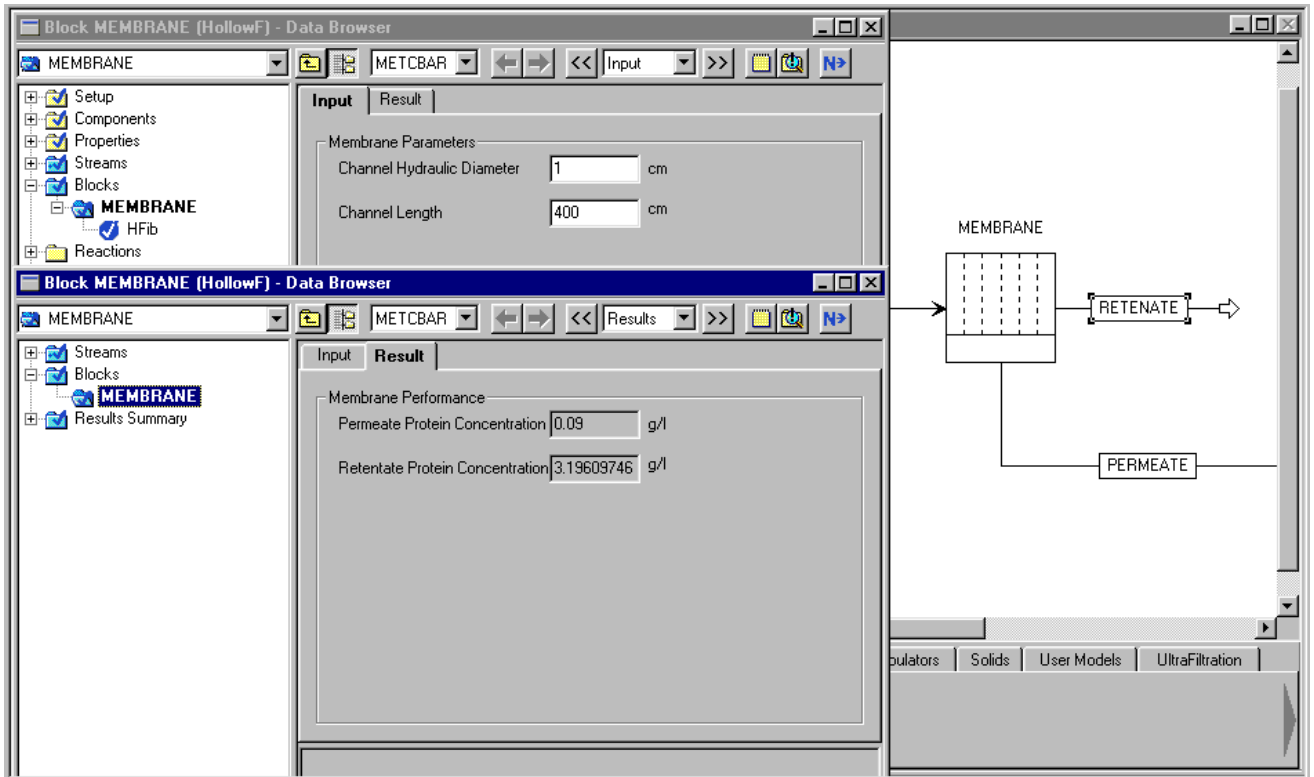 Block MEMBRANE (HollowF) - Data Browser
MEMBRANE METCBAR << Input >> N
Setup
Components
Properties
Streams
Blocks
MEMBRANE
HFib
Reactions
Input Result
Membrane Parameters
Channel Hydraulic Diameter 1 cm
Channel Length 400 cm
Block MEMBRANE (HollowF) - Data Browser
MEMBRANE METCBAR << Results >> N
Streams
Blocks
MEMBRANE
Results Summary
Input Result
Membrane Performance
Permeate Protein Concentration 0.09 g/l
Retentate Protein Concentration 3.19609746 g/l
MEMBRANE
RETENATE
PERMEATE
pulators Solids User Models UltraFiltration